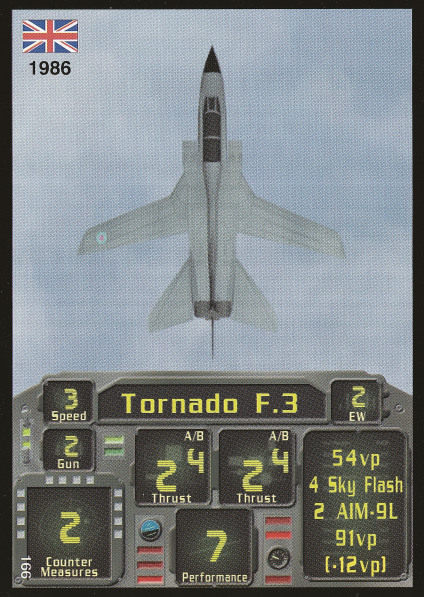 1986
3
Speed
Tornado F.3
2
EW
2
Gun
A/B
2 4
Thrust
A/B
2 4
Thrust
54vp
4 Sky Flash
2 AIM-9L
91vp
(-12vp)
2
Counter
Measures
7
Performance
166